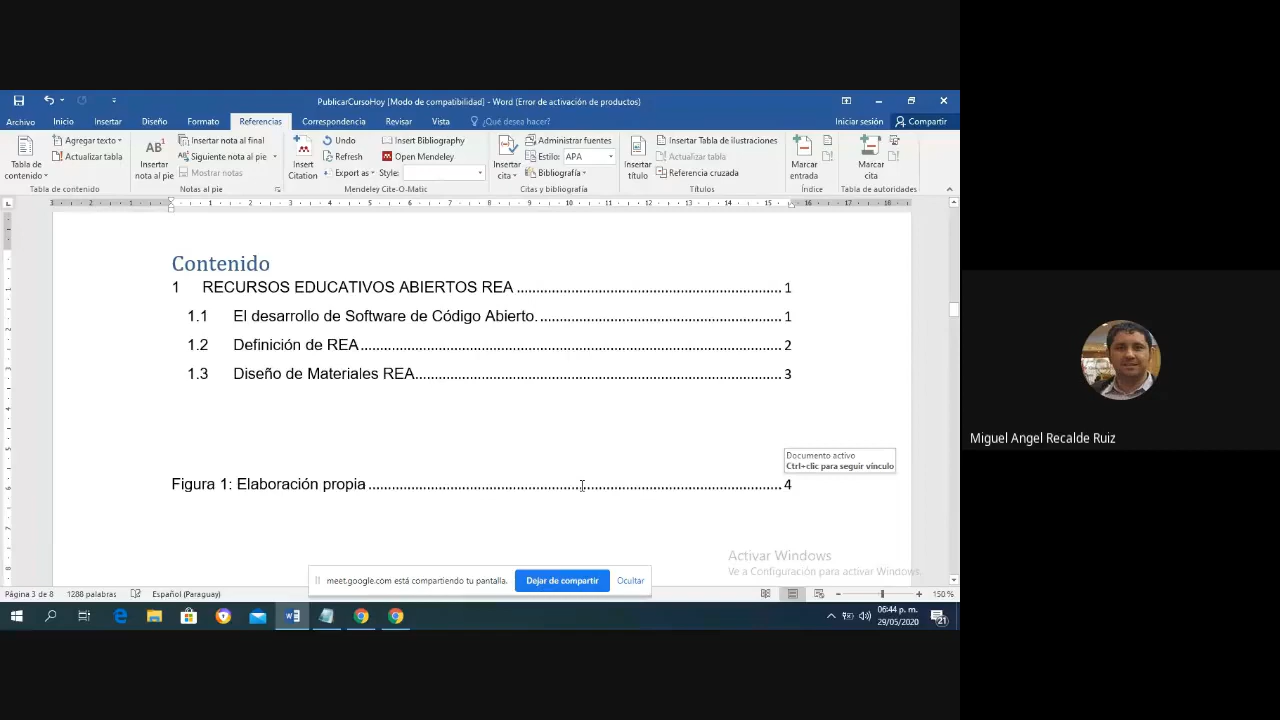 PublicarCursoHoy [Modo de compatibilidad] - Word (Error de activación de productos)
Archivo Inicio Insertar Diseño Formato Referencias Correspondencia Revisar Vista ¿Qué desea hacer? Iniciar sesión Compartir
Tabla de contenido
Agregar texto
Actualizar tabla
Tabla de contenido
AB¹
Insertar nota al pie
Insertar nota al final
Siguiente nota al pie
Mostrar notas
Notas al pie
Insert Citation
Undo
Refresh
Export as
Insert Bibliography
Open Mendeley
Style:
Mendeley Cite-O-Matic
Insertar cita
Administrar fuentes
Estilo: APA
Bibliografía
Citas y bibliografía
Insertar título
Insertar Tabla de ilustraciones
Actualizar tabla
Referencia cruzada
Títulos
Marcar entrada
Índice
Marcar cita
Tabla de autoridades
Contenido
1 RECURSOS EDUCATIVOS ABIERTOS REA 1
1.1 El desarrollo de Software de Código Abierto. 1
1.2 Definición de REA 2
1.3 Diseño de Materiales REA 3
Documento activo
Ctrl+clic para seguir vínculo
Figura 1: Elaboración propia 4
Activar Windows
Ve a Configuración para activar Windows.
meet.google.com está compartiendo tu pantalla. Dejar de compartir Ocultar
Página 3 de 8 1288 palabras Español (Paraguay) 150 %
06:44 p. m.
29/05/2020
21
Miguel Angel Recalde Ruiz